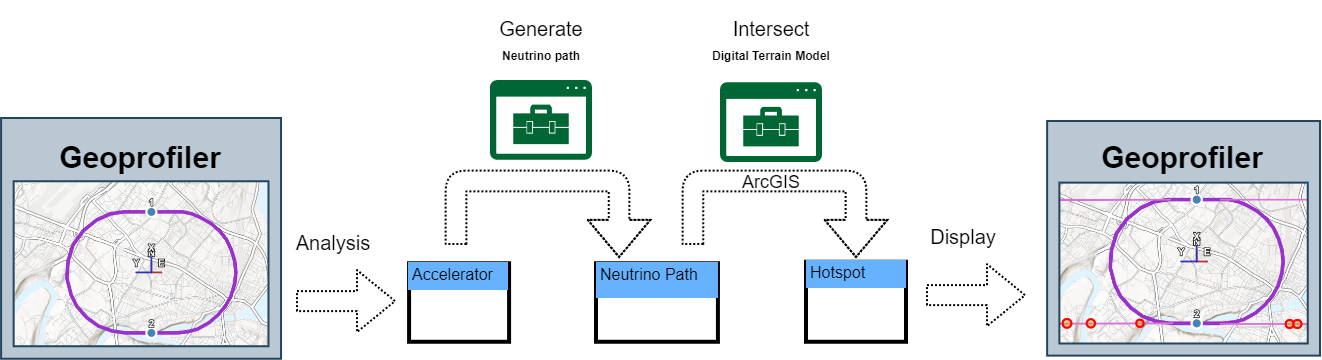 Generate
Neutrino path
Intersect
Digital Terrain Model
Geoprofiler
1
X
Z
Y E
2
Analysis
Accelerator
Neutrino Path
ArcGIS
Hotspot
Display
Geoprofiler
1
X
Z
Y E
2